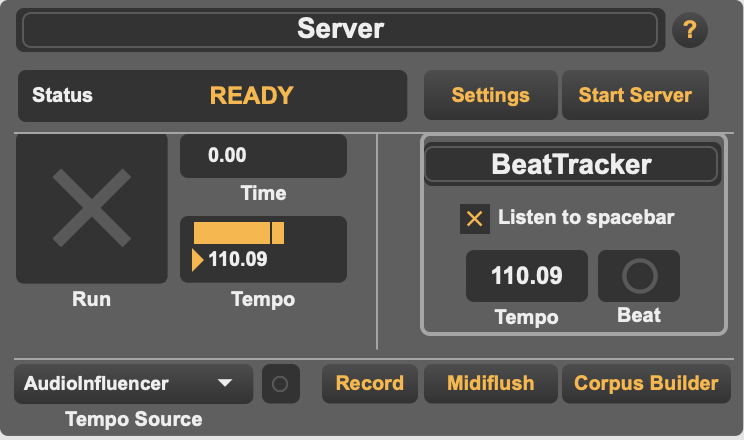 Server
?
Status READY Settings Start Server
0.00
Time
110.09
Run Tempo
BeatTracker
Listen to spacebar
110.09
Tempo Beat
AudioInfluencer Record Midiflush Corpus Builder
Tempo Source